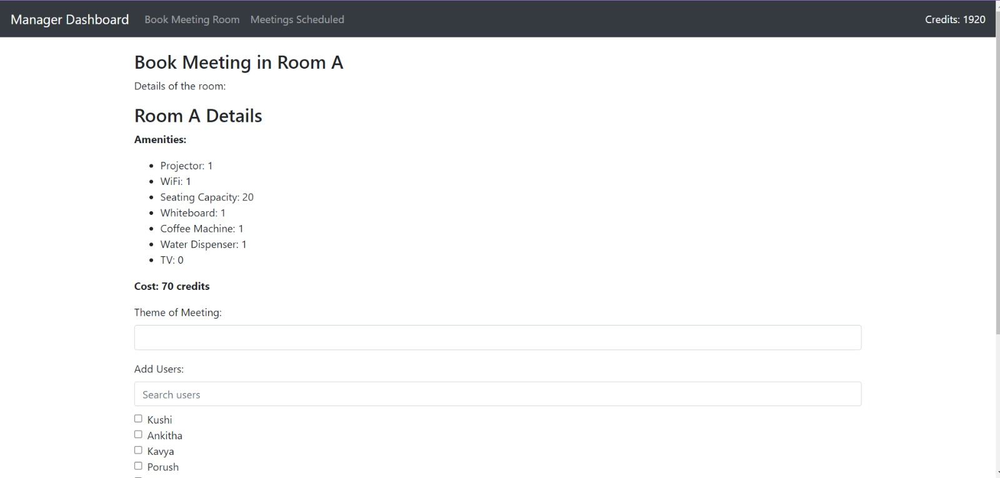 Manager Dashboard Book Meeting Room Meetings Scheduled Credits: 1920
Book Meeting in Room A
Details of the room:
Room A Details
Amenities:
Projector: 1
WiFi: 1
Seating Capacity: 20
Whiteboard: 1
Coffee Machine: 1
Water Dispenser: 1
TV: 0
Cost: 70 credits
Theme of Meeting:
Add Users:
Search users
Kushi
Ankitha
Kavya
Porush